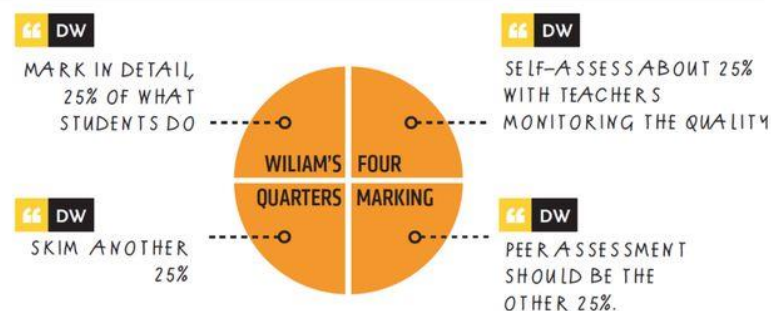 “ DW
MARK IN DETAIL,
25% OF WHAT
STUDENTS DO
“ DW
SELF-ASSESS ABOUT 25%
WITH TEACHERS
MONITORING THE QUALITY
WILIAM'S FOUR
QUARTERS MARKING
“ DW
SKIM ANOTHER
25%
“ DW
PEER ASSESSMENT
SHOULD BE THE
OTHER 25%.